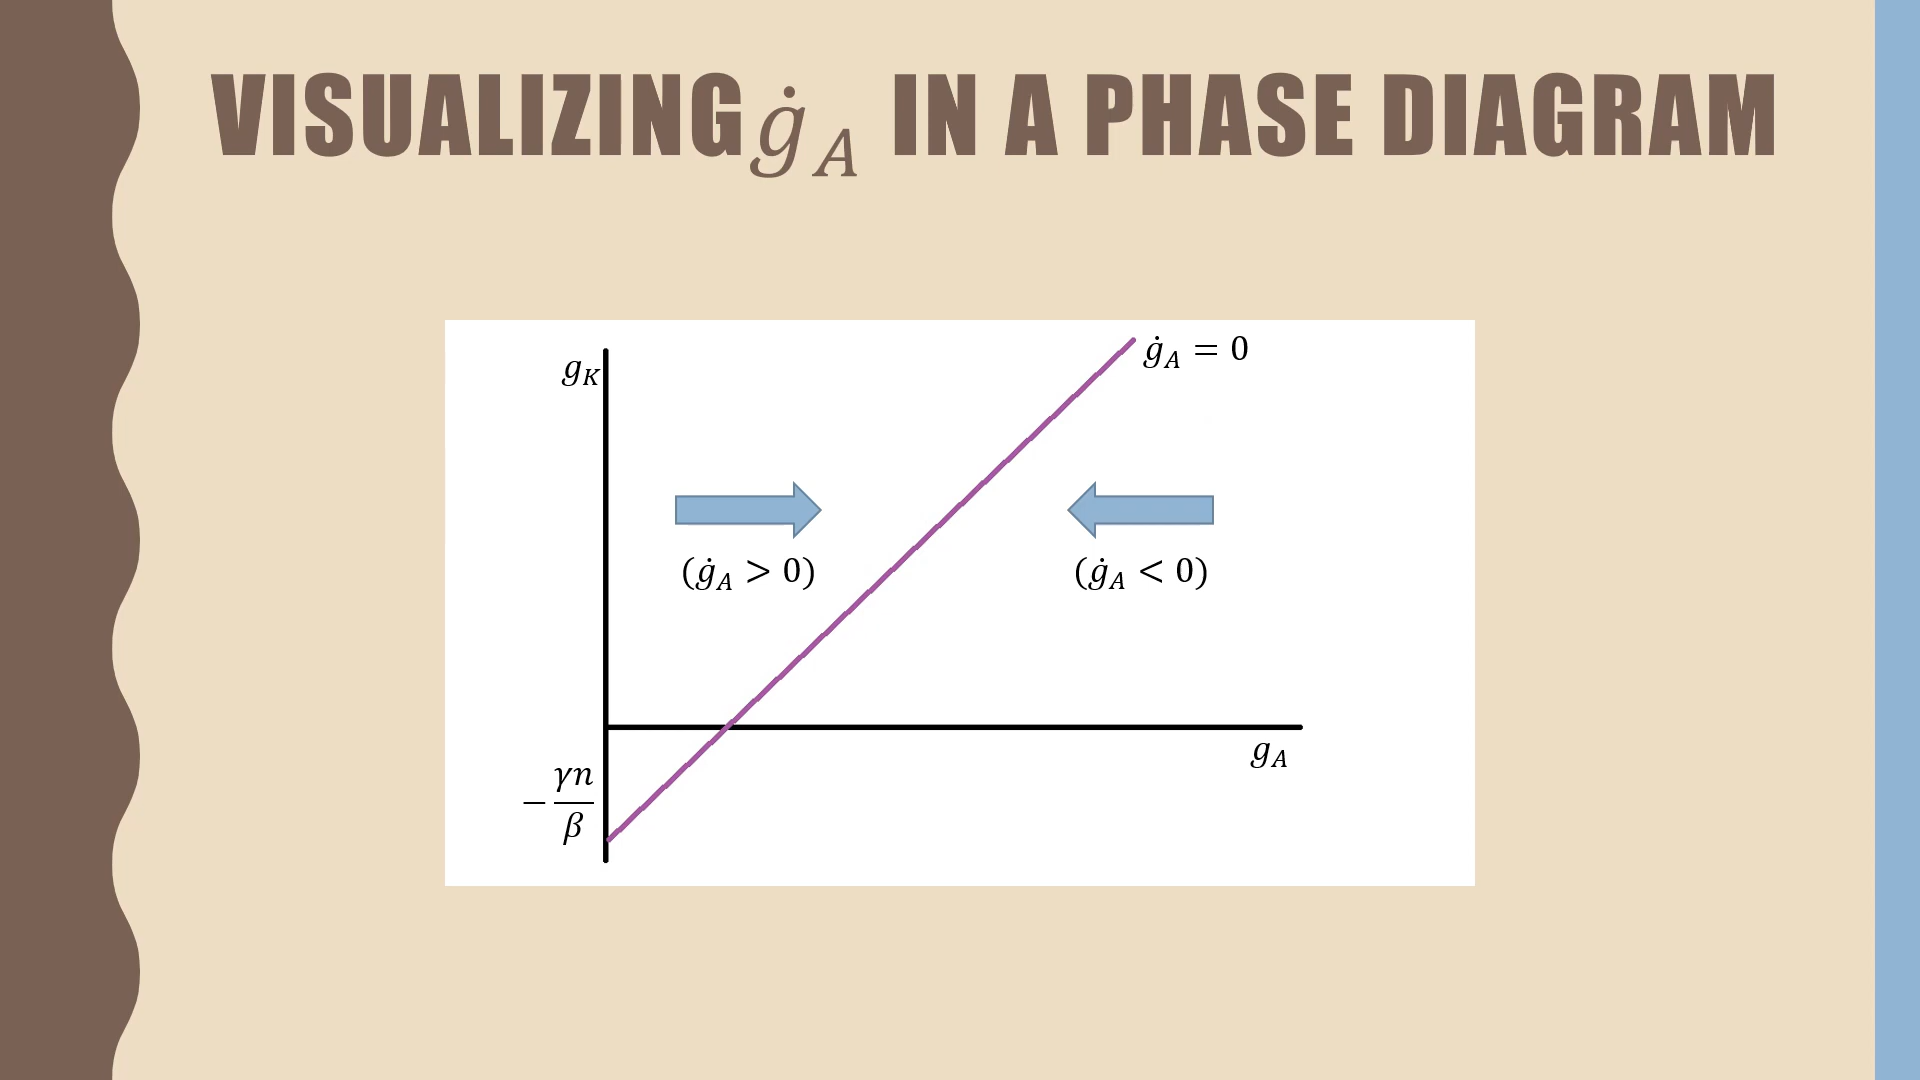 VISUALIZING ġ_A IN A PHASE DIAGRAM
ġ_A = 0
g_K
(ġ_A > 0)
(ġ_A < 0)
g_A
−γn/β